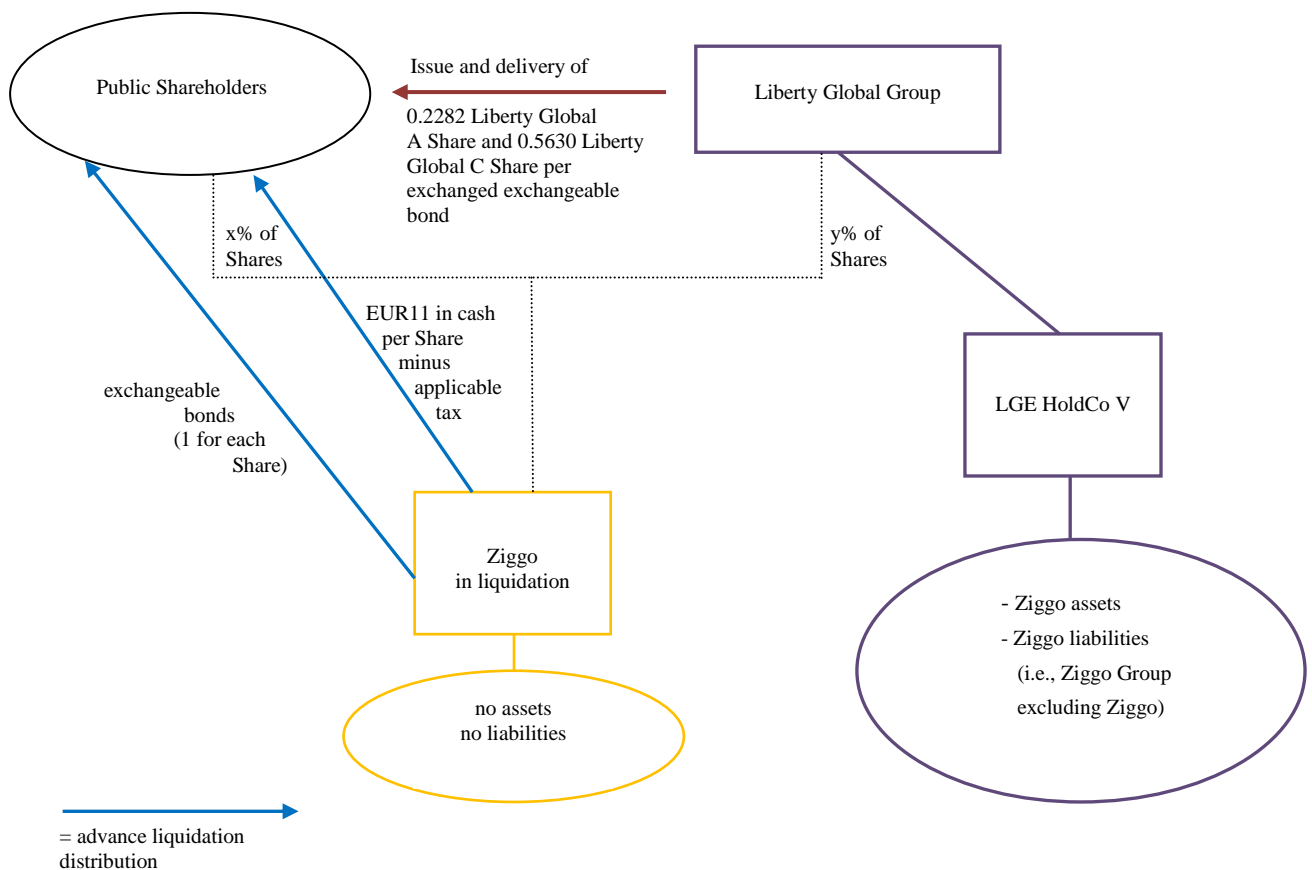 Public Shareholders
Issue and delivery of
0.2282 Liberty Global
A Share and 0.5630 Liberty
Global C Share per
exchanged exchangeable
bond
Liberty Global Group
x% of
Shares
y% of
Shares
EUR11 in cash
per Share
minus
applicable
tax
exchangeable
bonds
(1 for each
Share)
LGE HoldCo V
Ziggo
in liquidation
- Ziggo assets
- Ziggo liabilities
(i.e., Ziggo Group
excluding Ziggo)
no assets
no liabilities
= advance liquidation
distribution